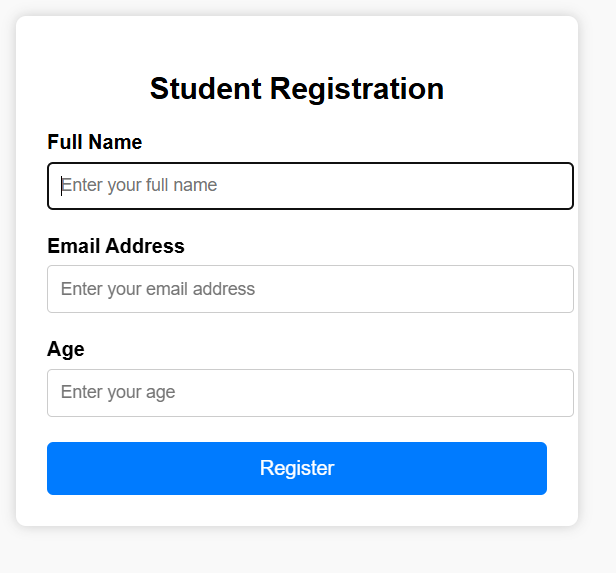 Student Registration
Full Name
Enter your full name
Email Address
Enter your email address
Age
Enter your age
Register